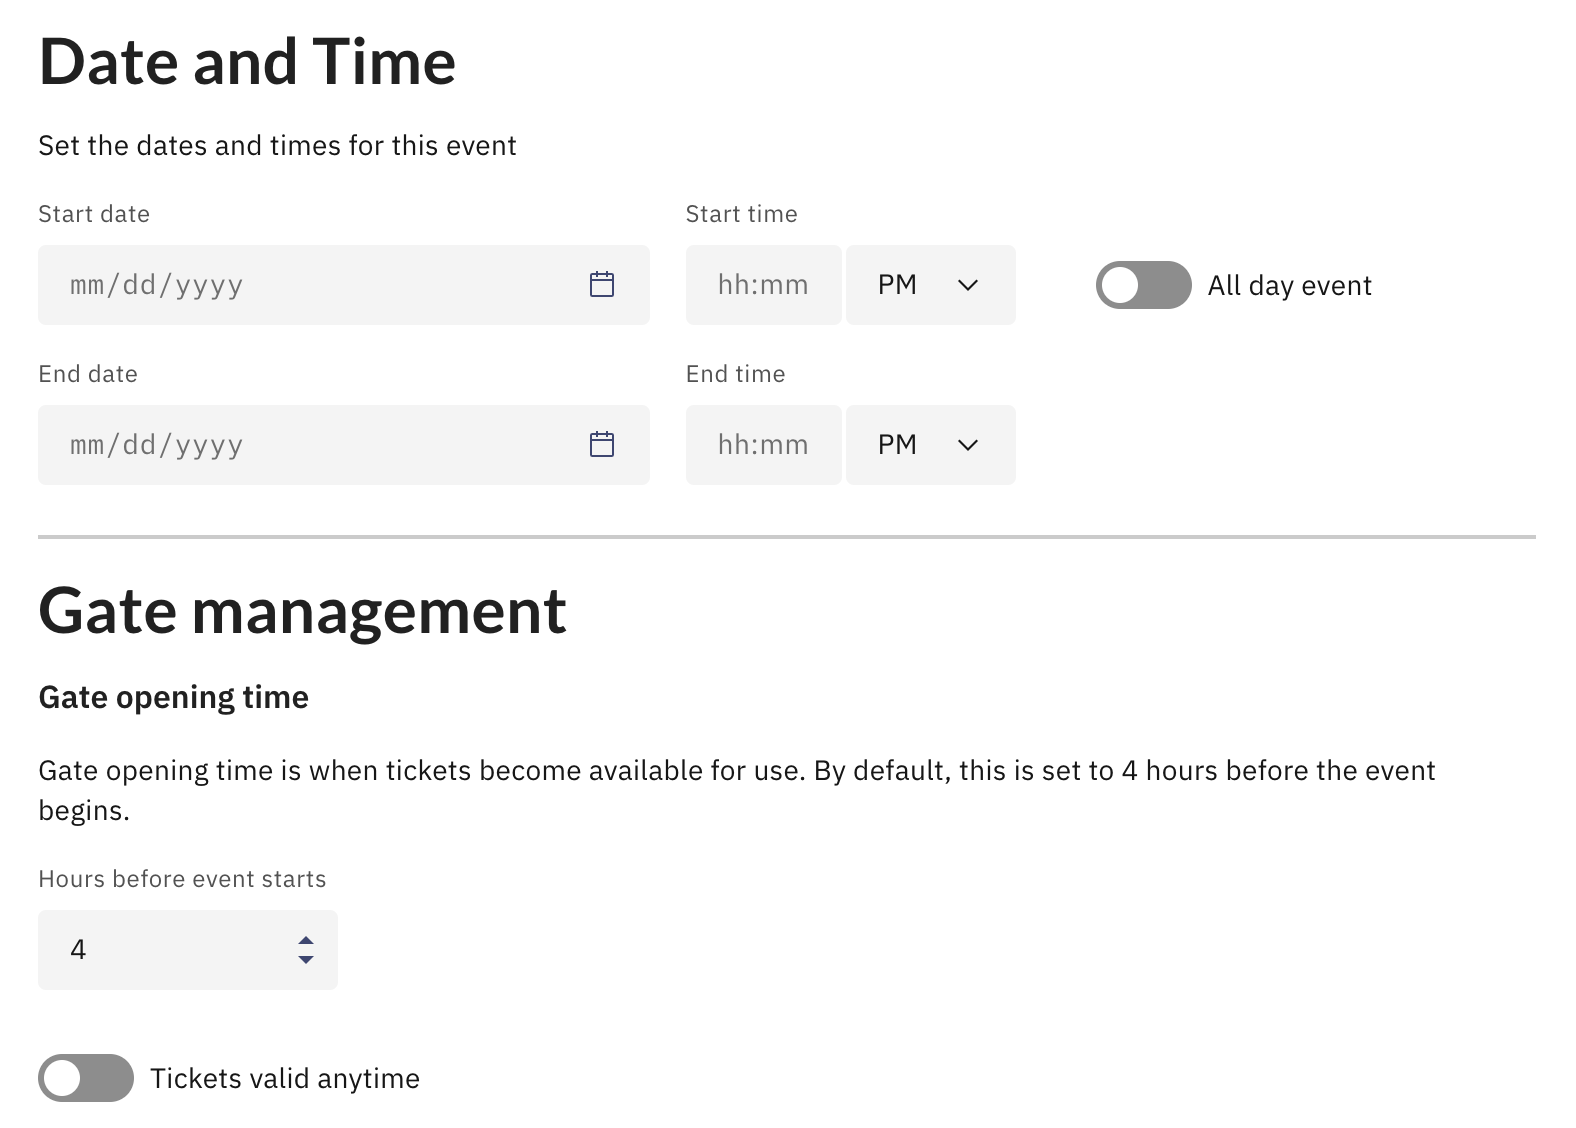 Date and Time
Set the dates and times for this event
Start date
Start time
mm/dd/yyyy
hh:mm
PM
All day event
End date
End time
mm/dd/yyyy
hh:mm
PM
Gate management
Gate opening time
Gate opening time is when tickets become available for use. By default, this is set to 4 hours before the event
begins.
Hours before event starts
4
Tickets valid anytime